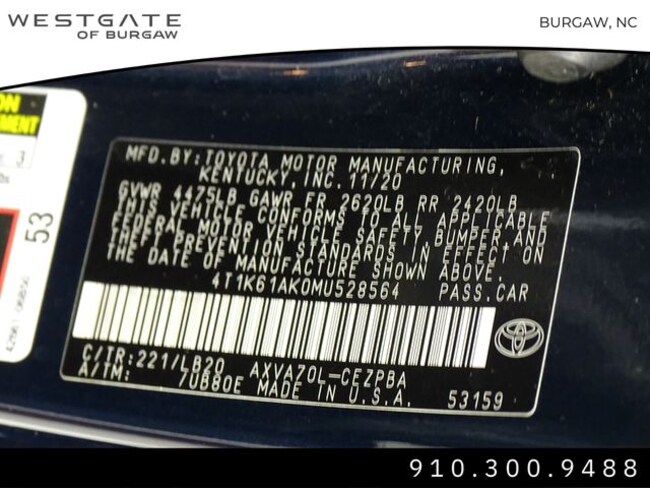 WESTGATE
OF BURGAW
BURGAW, NC
ON
MENT
3
53
MFD.BY:TOYOTA MOTOR MANUFACTURING,
KENTUCKY, INC. 11/20
GVWR 4475LB GAWR FR 2620LB RR 2420LB
THIS VEHICLE CONFORMS TO ALL APPLICABLE
FEDERAL MOTOR VEHICLE SAFETY, BUMPER, AND
THEFT PREVENTION STANDARDS IN EFFECT ON
THE DATE OF MANUFACTURE SHOWN ABOVE.
4T1K61AK0MU528564 PASS.CAR
C/TR:221/LB20 AXVA70L-CEZPBA
A/TM: /UB80E MADE IN U.S.A. 53159
910.300.9488